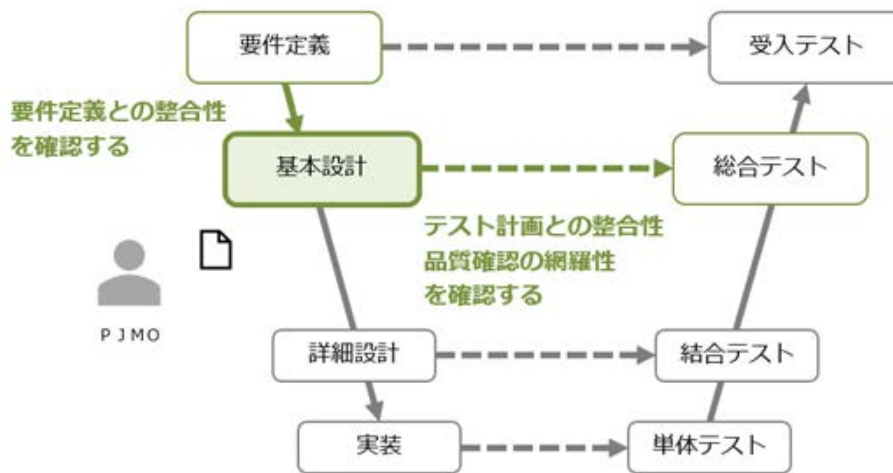 要件定義
受入テスト
要件定義との整合性
を確認する
基本設計
総合テスト
テスト計画との整合性
品質確認の網羅性
を確認する
PJMO
詳細設計
結合テスト
実装
単体テスト